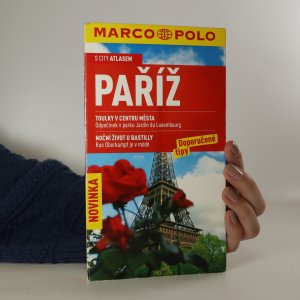 MARCO POLO
S CITY ATLASEM
PAŘÍŽ
TOULKY V CENTRU MĚSTA
Odpočinek v parku Jardin du Luxembourg
NOČNÍ ŽIVOT U BASTILLY
Rue Oberkampf je v módě
Doporučené
tipy
NOVINKA